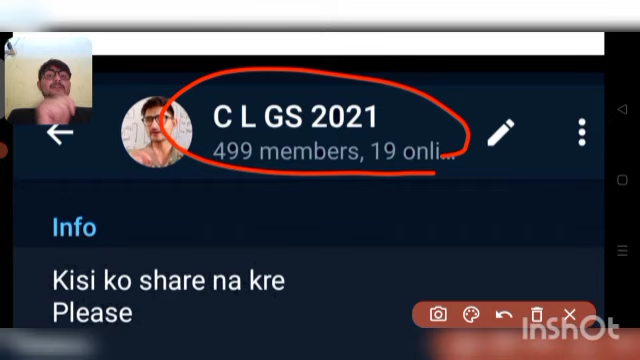 C L GS 2021
499 members, 19 onli...
Info
Kisi ko share na kre
Please
InShOt